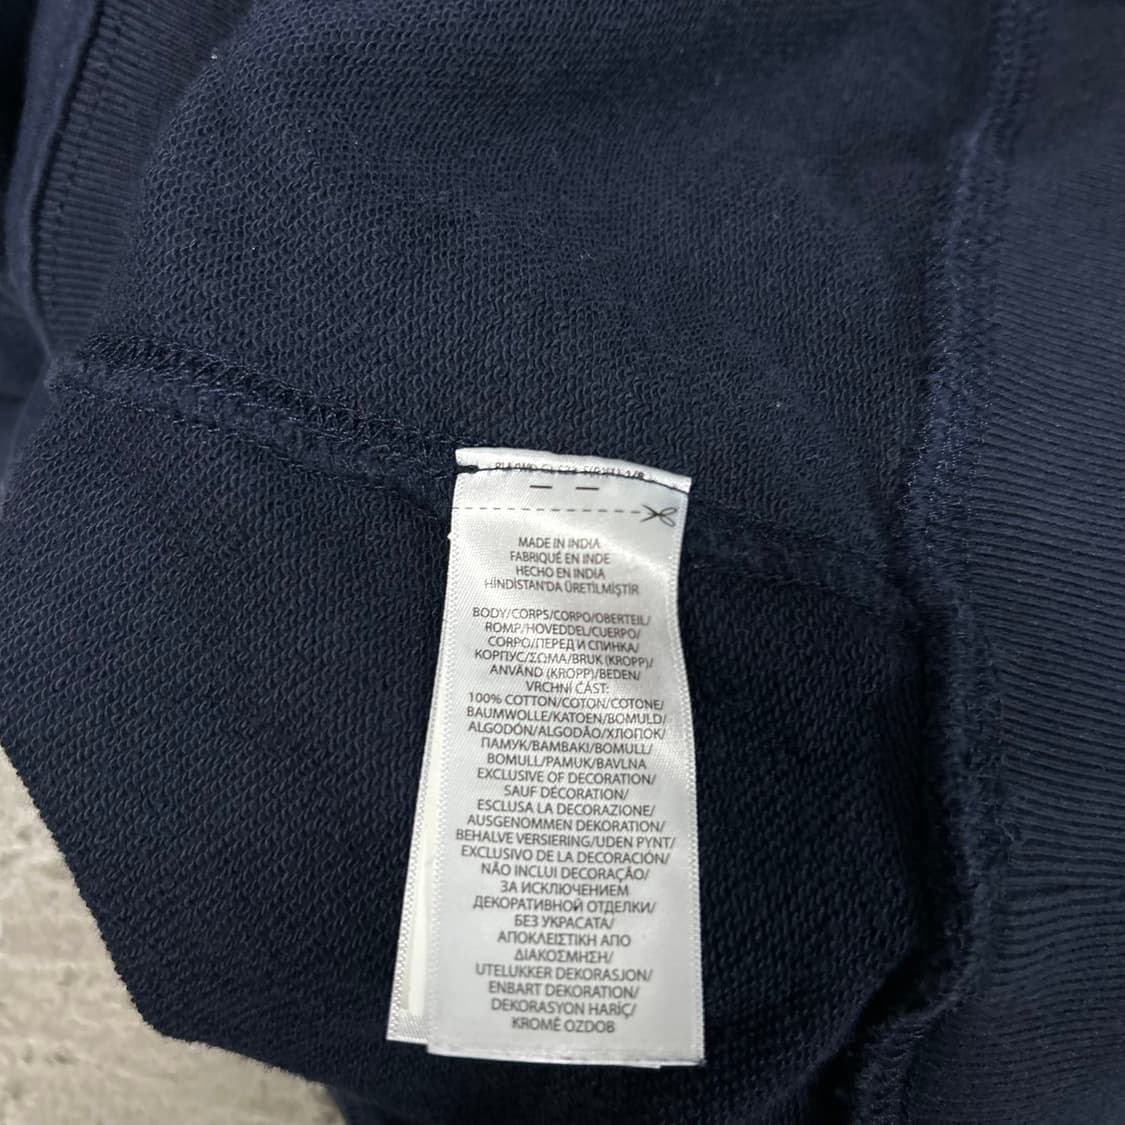 MADE IN INDIA
FABRIQUÉ EN INDE
HECHO EN INDIA
HİNDİSTAN'DA ÜRETİLMİŞTİR
BODY/CORPS/CORPO/OBERTEIL/
ROMP/HOVEDDEL/CUERPO/
CORPO/ПЕРЕД И СПИНКА/
КОРПУС/ΣΩΜΑ/BRUK (KROPP)/
ANVÄND (KROPP)/BEDEN/
VRCHNÍ ČÁST:
100% COTTON/COTON/COTONE/
BAUMWOLLE/KATOEN/BOMULD/
ALGODÓN/ALGODÃO/ХЛОПОК/
ПАМУК/ΒΑΜΒΑΚΙ/BOMULL/
BOMULL/PAMUK/BAVLNA
EXCLUSIVE OF DECORATION/
SAUF DÉCORATION/
ESCLUSA LA DECORAZIONE/
AUSGENOMMEN DEKORATION/
BEHALVE VERSIERING/UDEN PYNT/
EXCLUSIVO DE LA DECORACIÓN/
NÃO INCLUI DECORAÇÃO/
ЗА ИСКЛЮЧЕНИЕМ
ДЕКОРАТИВНОЙ ОТДЕЛКИ/
БЕЗ УКРАСАТА/
ΑΠΟΚΛΕΙΣΤΙΚΗ ΑΠΟ
ΔΙΑΚΟΣΜΗΣΗ/
UTELUKKER DEKORASJON/
ENBART DEKORATION/
DEKORASYON HARİÇ/
KROMĚ OZDOB